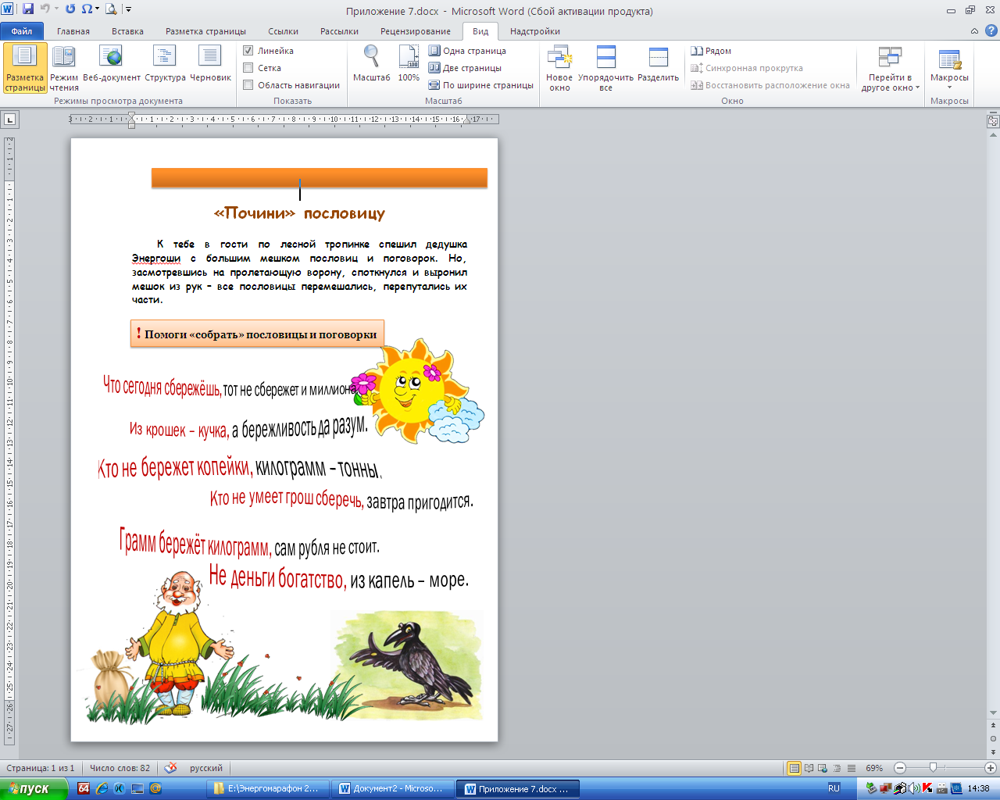 Приложение 7.docx - Microsoft Word (Сбой активации продукта)
Файл Главная Вставка Разметка страницы Ссылки Рассылки Рецензирование Вид Надстройки
Разметка страницы
Режим чтения
Веб-документ
Структура
Черновик
Режимы просмотра документа
Линейка
Сетка
Область навигации
Показать
Масштаб
100%
Одна страница
Две страницы
По ширине страницы
Масштаб
Новое окно
Упорядочить все
Разделить
Рядом
Синхронная прокрутка
Восстановить расположение окна
Окно
Перейти в другое окно
Макросы
Макросы
«Почини» пословицу
К тебе в гости по лесной тропинке спешил дедушка
Энергоши с большим мешком пословиц и поговорок. Но,
засмотревшись на пролетающую ворону, споткнулся и выронил
мешок из рук – все пословицы перемешались, перепутались их
части.
! Помоги «собрать» пословицы и поговорки
Что сегодня сбережёшь, тот не сбережет и миллиона.
Из крошек – кучка, а бережливость да разум.
Кто не бережет копейки, килограмм – тонны.
Кто не умеет грош сберечь, завтра пригодится.
Грамм бережёт килограмм, сам рубля не стоит.
Не деньги богатство, из капель – море.
Страница: 1 из 1 Число слов: 82 русский 69%
пуск 64 E:\Энергомарафон 2... Документ2 - Microso... Приложение 7.docx ... RU 14:38